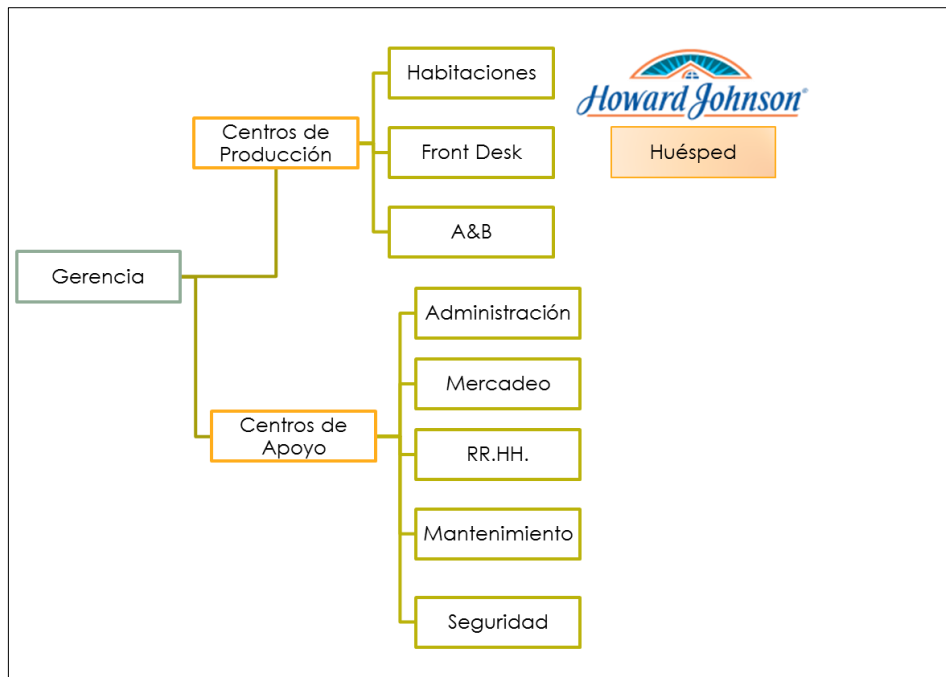 Habitaciones
Howard Johnson®
Centros de
Producción
Front Desk
Huésped
A&B
Gerencia
Administración
Mercadeo
Centros de
Apoyo
RR.HH.
Mantenimiento
Seguridad